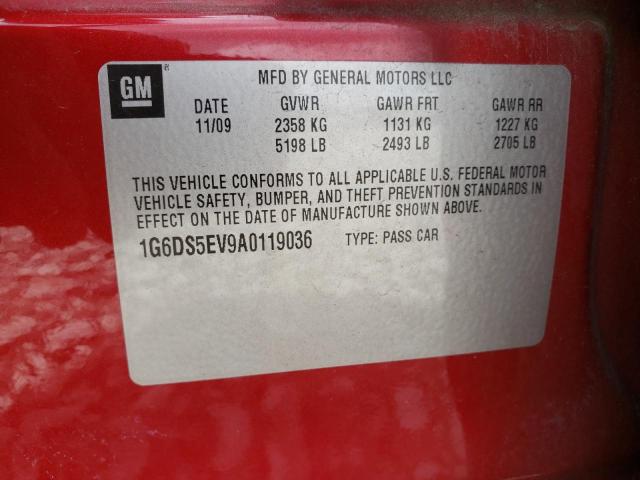 GM ®
MFD BY GENERAL MOTORS LLC
DATE GVWR GAWR FRT GAWR RR
11/09 2358 KG 1131 KG 1227 KG
5198 LB 2493 LB 2705 LB
THIS VEHICLE CONFORMS TO ALL APPLICABLE U.S. FEDERAL MOTOR
VEHICLE SAFETY, BUMPER, AND THEFT PREVENTION STANDARDS IN
EFFECT ON THE DATE OF MANUFACTURE SHOWN ABOVE.
1G6DS5EV9A0119036 TYPE: PASS CAR